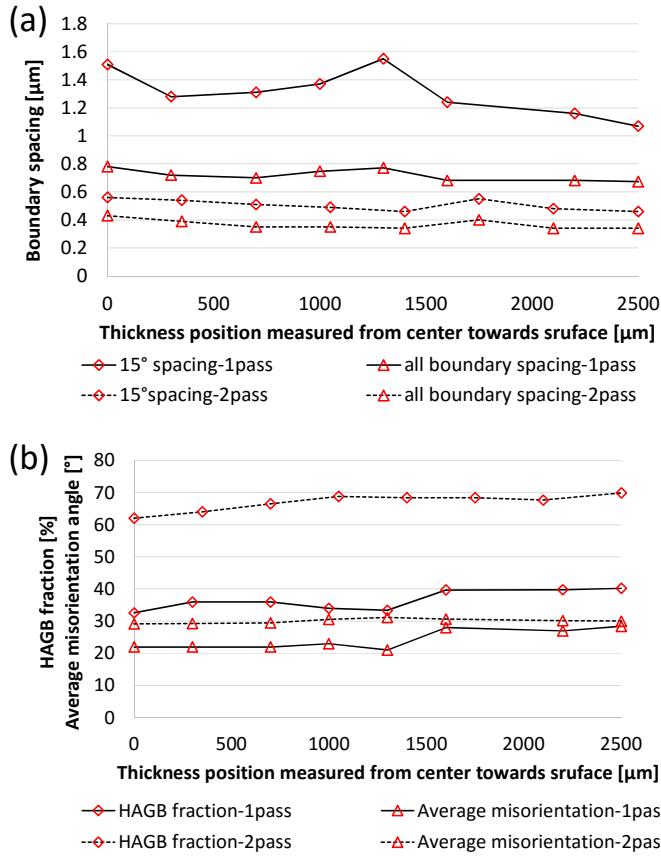 (a)
Boundary spacing [µm]
1.8
1.6
1.4
1.2
1
0.8
0.6
0.4
0.2
0
0 500 1000 1500 2000 2500
Thickness position measured from center towards sruface [µm]
15° spacing-1pass all boundary spacing-1pass
15°spacing-2pass all boundary spacing-2pass
(b)
HAGB fraction [%]
Average misorientation angle [°]
80
70
60
50
40
30
20
10
0
0 500 1000 1500 2000 2500
Thickness position measured from center towards sruface [µm]
HAGB fraction-1pass Average misorientation-1pas
HAGB fraction-2pass Average misorientation-2pas